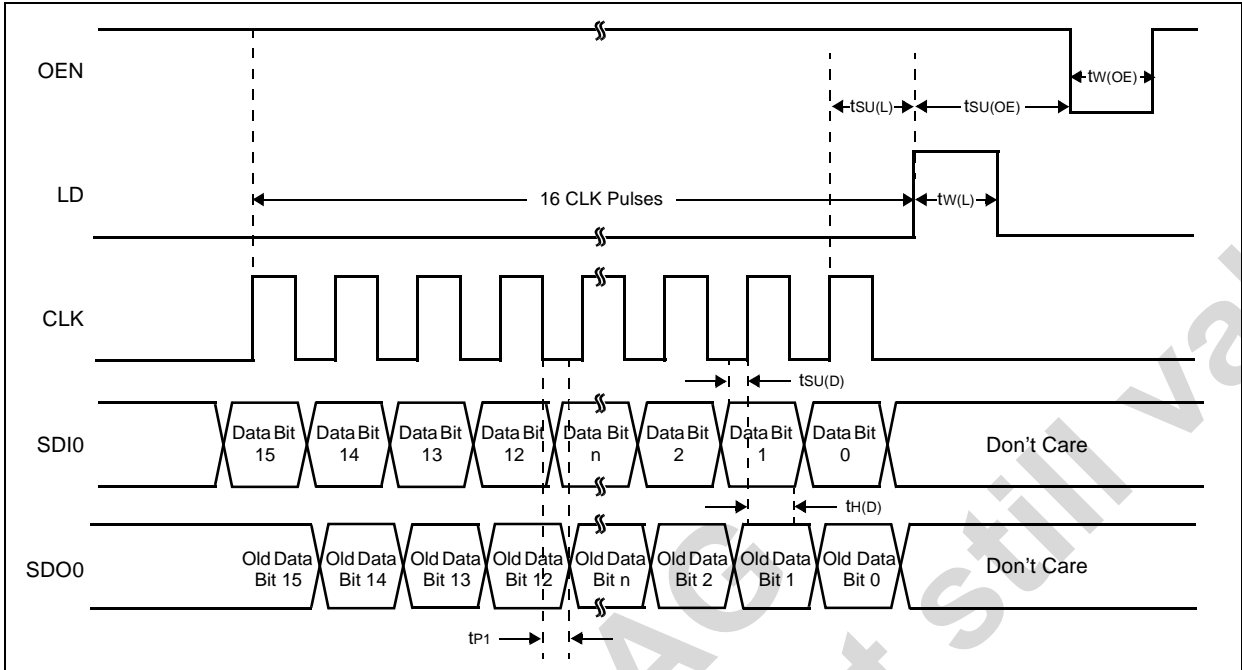 OEN
tW(OE)
tSU(L)
tSU(OE)
LD
16 CLK Pulses
tW(L)
CLK
tSU(D)
SDI0
Data Bit
15
Data Bit
14
Data Bit
13
Data Bit
12
Data Bit
n
Data Bit
2
Data Bit
1
Data Bit
0
Don't Care
tH(D)
SDO0
Old Data
Bit 15
Old Data
Bit 14
Old Data
Bit 13
Old Data
Bit 12
Old Data
Bit n
Old Data
Bit 2
Old Data
Bit 1
Old Data
Bit 0
Don't Care
tP1
AG
still